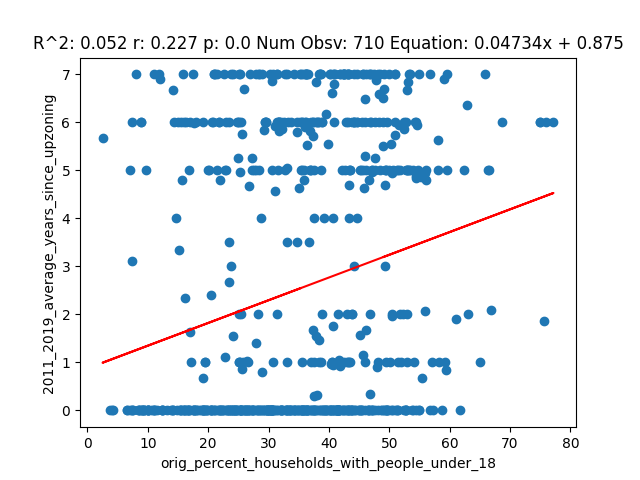 R^2: 0.052 r: 0.227 p: 0.0 Num Obsv: 710 Equation: 0.04734x + 0.875
7
6
5
4
3
2
1
0
2011_2019_average_years_since_upzoning
0 10 20 30 40 50 60 70 80
orig_percent_households_with_people_under_18